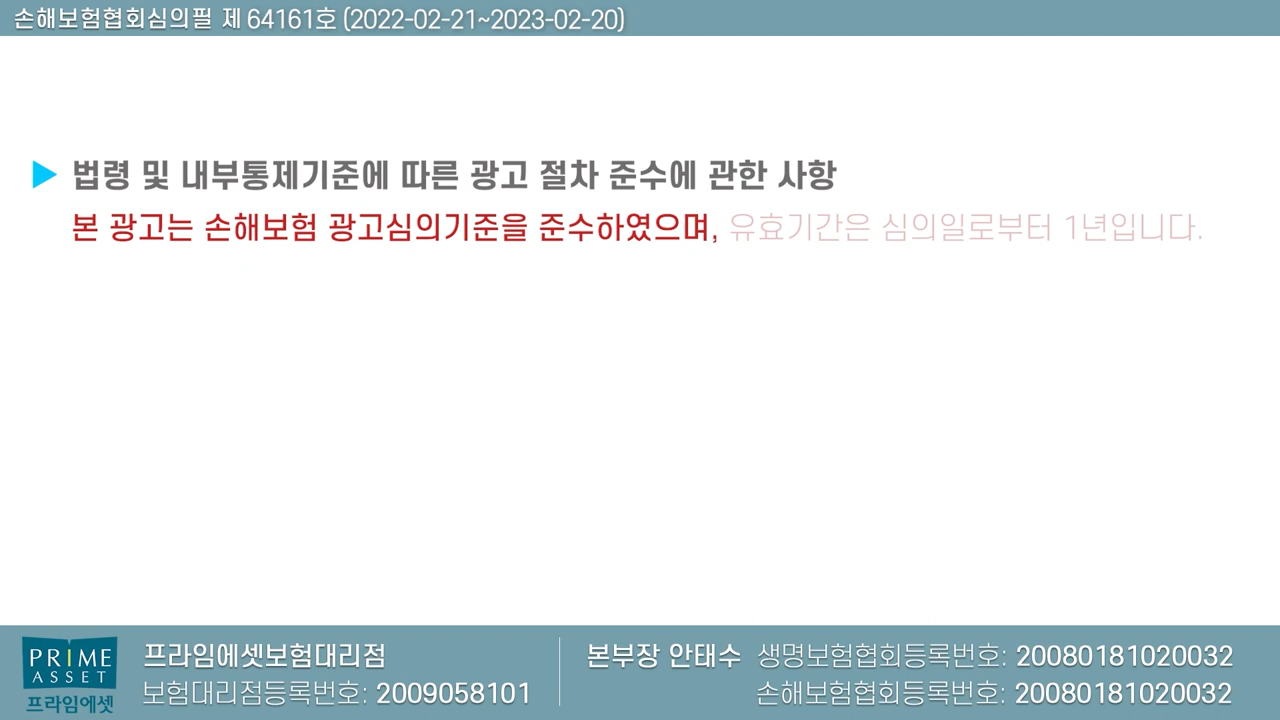 손해보험협회심의필 제 64161호 (2022-02-21~2023-02-20)
▶ 법령 및 내부통제기준에 따른 광고 절차 준수에 관한 사항
본 광고는 손해보험 광고심의기준을 준수하였으며, 유효기간은 심의일로부터 1년입니다.
PRIME
ASSET
프라임에셋
프라임에셋보험대리점
보험대리점등록번호: 2009058101
본부장 안태수 생명보험협회등록번호: 20080181020032
손해보험협회등록번호: 20080181020032